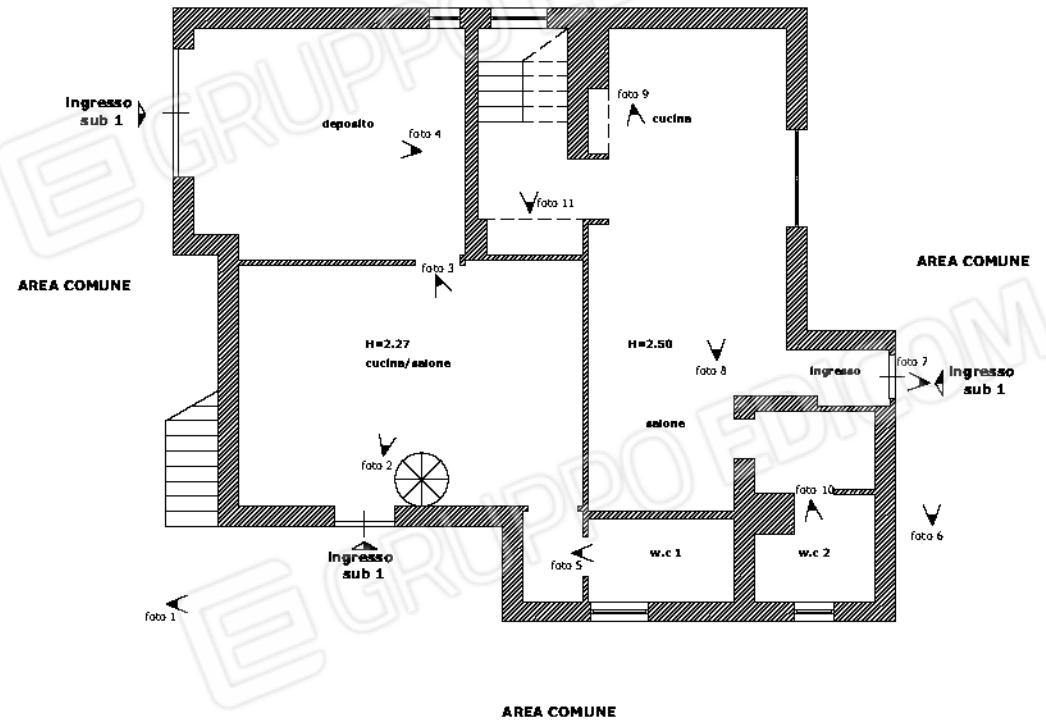 GRUPPO EDICOM
Ingresso
sub 1
deposito
foto 4
foto 9
cucina
foto 11
AREA COMUNE
foto 3
AREA COMUNE
H=2.27
cucina/salone
H=2.50
foto 8
ingresso
foto 7
Ingresso
sub 1
salone
foto 2
foto 10
foto 6
Ingresso
sub 1
foto 5
w.c 1
w.c 2
foto 1
GRUPPO EDICOM
AREA COMUNE